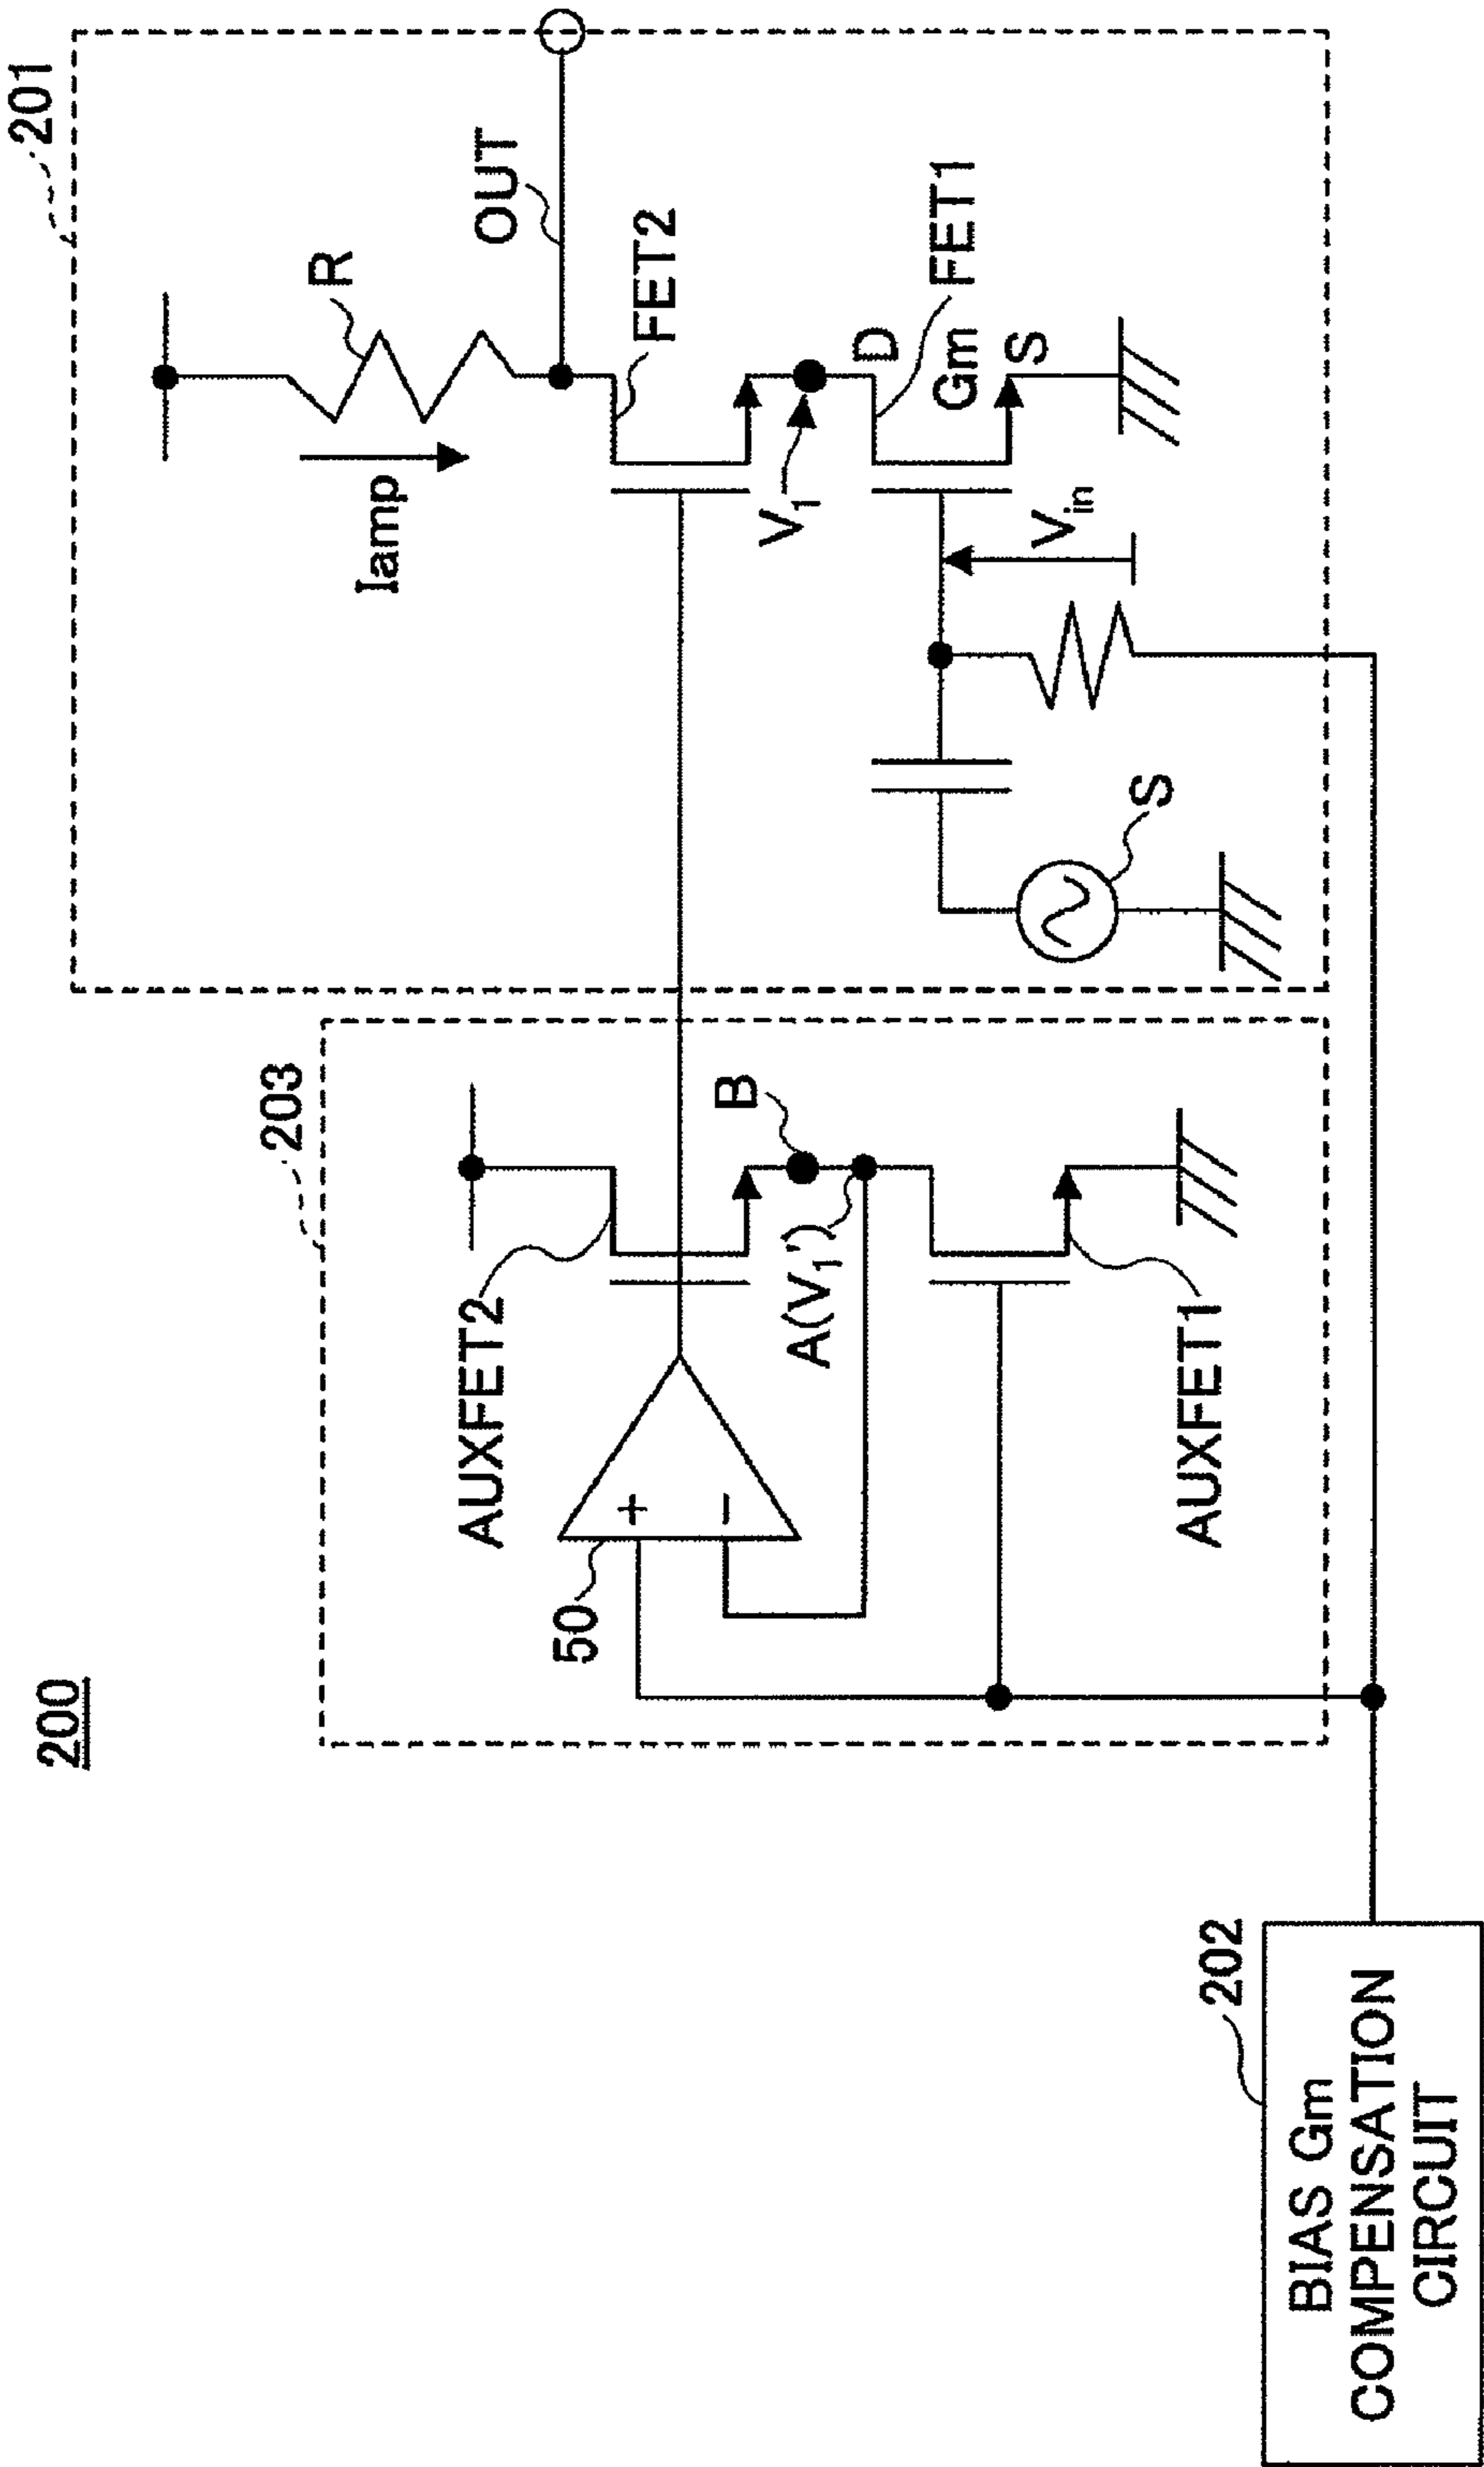 200
201
203
R
Iamp
OUT
FET2
V1
D
FET1
Gm
S
Vin
S
AUXFET2
B
50
+
−
A(V1')
AUXFET1
202
BIAS Gm
COMPENSATION
CIRCUIT